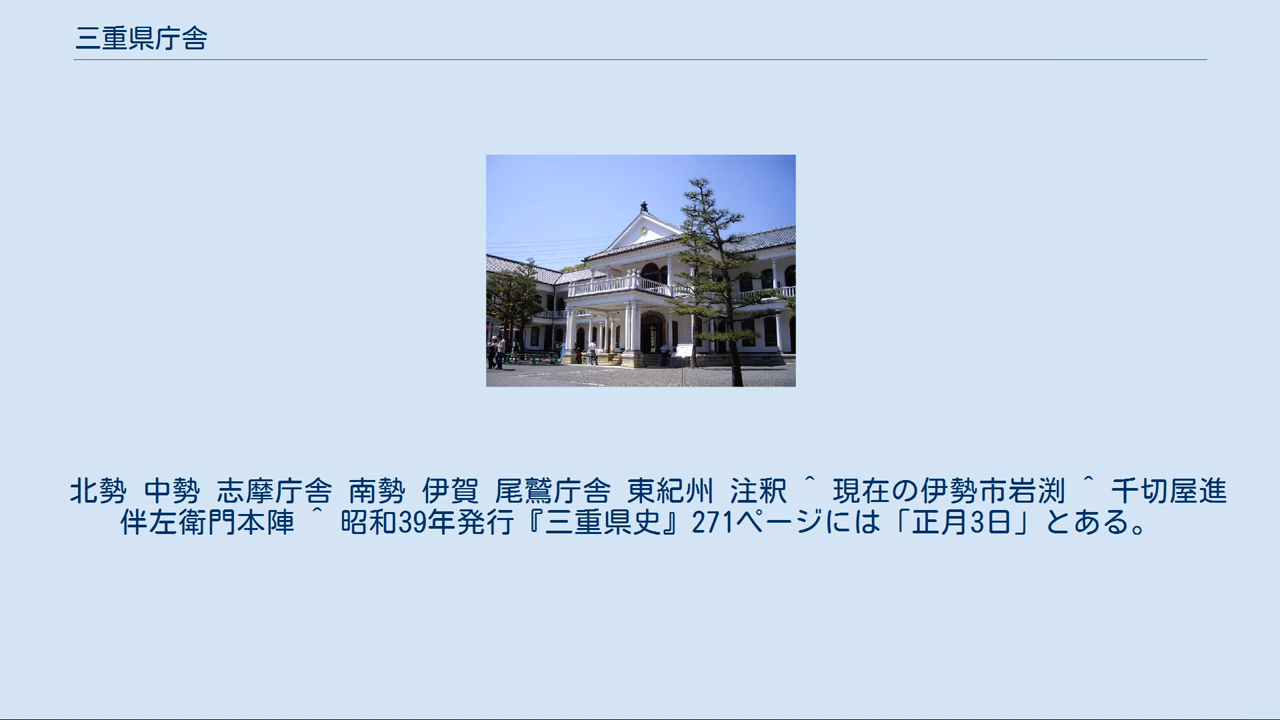 三重県庁舎
北勢 中勢 志摩庁舎 南勢 伊賀 尾鷲庁舎 東紀州 注釈 ^ 現在の伊勢市岩渕 ^ 千切屋進
伴左衛門本陣 ^ 昭和39年発行『三重県史』271ページには「正月3日」とある。